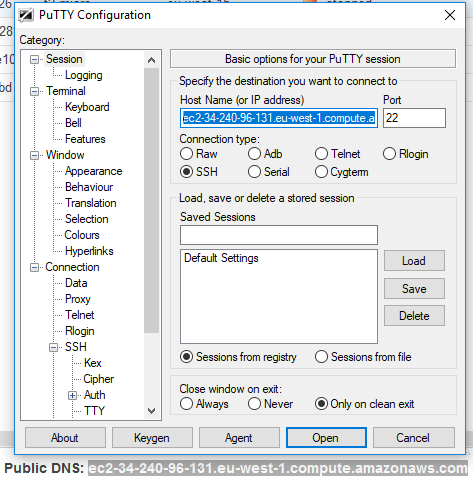 PuTTY Configuration
Category:
Session
Logging
Terminal
Keyboard
Bell
Features
Window
Appearance
Behaviour
Translation
Selection
Colours
Hyperlinks
Connection
Data
Proxy
Telnet
Rlogin
SSH
Kex
Cipher
Auth
TTY
Basic options for your PuTTY session
Specify the destination you want to connect to
Host Name (or IP address) Port
ec2-34-240-96-131.eu-west-1.compute.a 22
Connection type:
Raw Adb Telnet Rlogin
SSH Serial Cygterm
Load, save or delete a stored session
Saved Sessions
Default Settings
Load
Save
Delete
Sessions from registry Sessions from file
Close window on exit:
Always Never Only on clean exit
About Keygen Agent Open Cancel
Public DNS: ec2-34-240-96-131.eu-west-1.compute.amazonaws.com